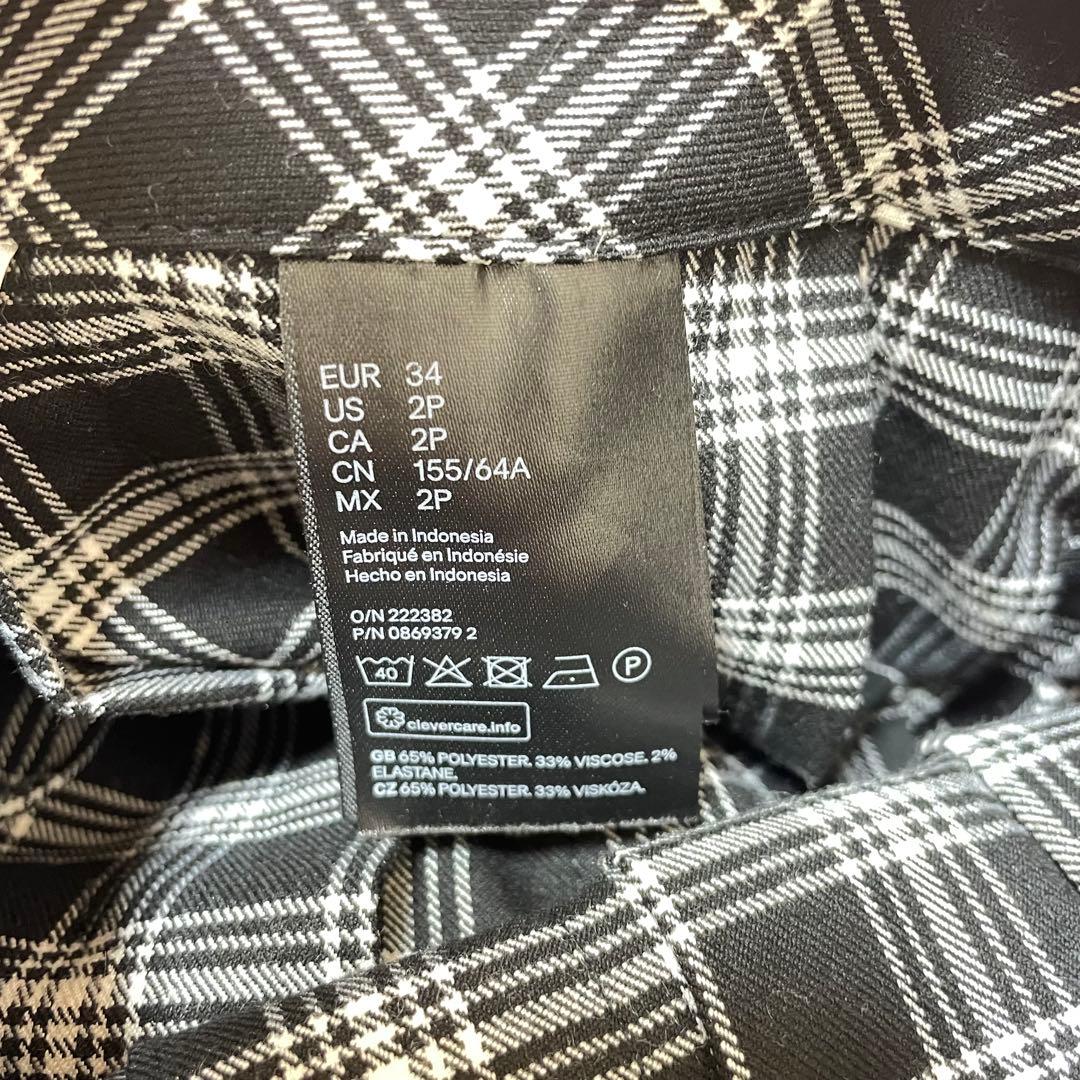 EUR 34
US 2P
CA 2P
CN 155/64A
MX 2P
Made in Indonesia
Fabriqué en Indonésie
Hecho en Indonesia
O/N 222382
P/N 0869379 2
40 P
clevercare.info
GB 65% POLYESTER. 33% VISCOSE. 2%
ELASTANE.
CZ 65% POLYESTER. 33% VISKÓZA.